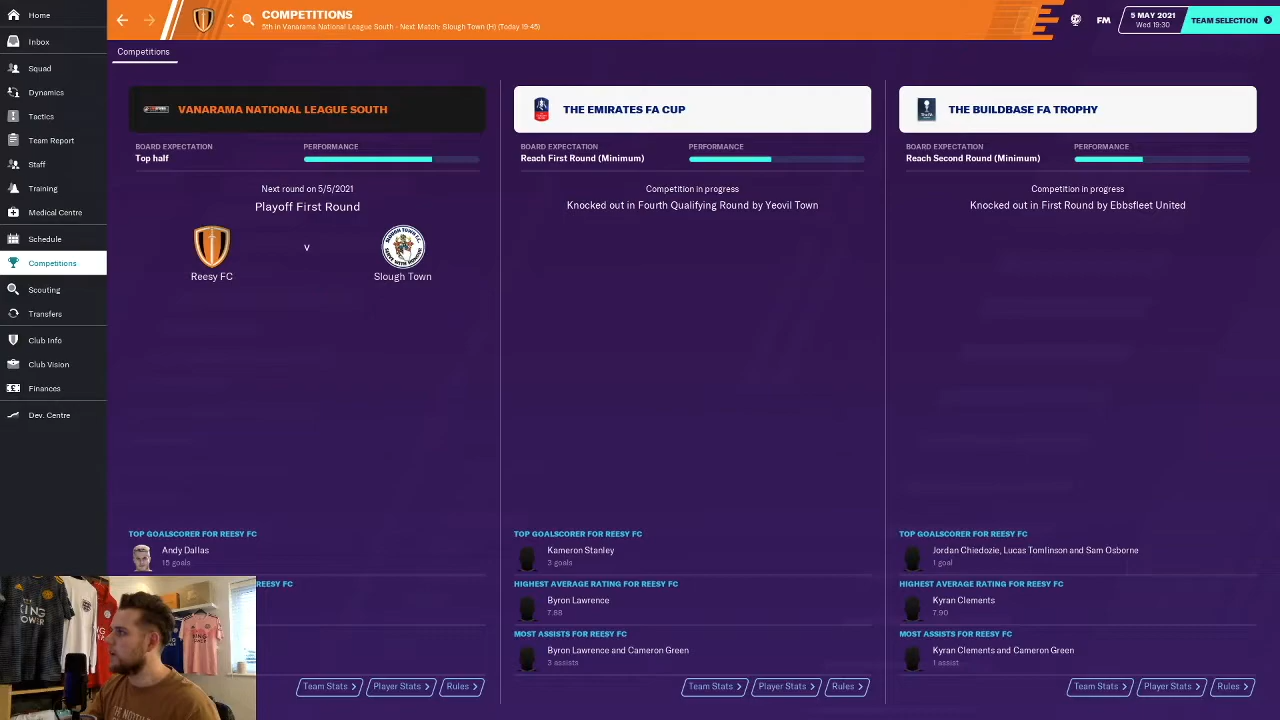 COMPETITIONS
5th in Vanarama National League South - Next Match: Slough Town (H) (Today 19:45)
FM
5 MAY 2021
Wed 19:30
TEAM SELECTION
Home
Inbox
Squad
Dynamics
Tactics
Team Report
Staff
Training
Medical Centre
Schedule
Competitions
Scouting
Transfers
Club Info
Club Vision
Finances
Dev. Centre
Competitions
VANARAMA NATIONAL LEAGUE SOUTH
BOARD EXPECTATION
Top half
PERFORMANCE
Next round on 5/5/2021
Playoff First Round
v
Reesy FC
Slough Town
TOP GOALSCORER FOR REESY FC
Andy Dallas
15 goals
REESY FC
Team Stats
Player Stats
Rules
THE EMIRATES FA CUP
BOARD EXPECTATION
Reach First Round (Minimum)
PERFORMANCE
Competition in progress
Knocked out in Fourth Qualifying Round by Yeovil Town
TOP GOALSCORER FOR REESY FC
Kameron Stanley
3 goals
HIGHEST AVERAGE RATING FOR REESY FC
Byron Lawrence
7.88
MOST ASSISTS FOR REESY FC
Byron Lawrence and Cameron Green
3 assists
Team Stats
Player Stats
Rules
THE BUILDBASE FA TROPHY
BOARD EXPECTATION
Reach Second Round (Minimum)
PERFORMANCE
Competition in progress
Knocked out in First Round by Ebbsfleet United
TOP GOALSCORER FOR REESY FC
Jordan Chiedozie, Lucas Tomlinson and Sam Osborne
1 goal
HIGHEST AVERAGE RATING FOR REESY FC
Kyran Clements
7.90
MOST ASSISTS FOR REESY FC
Kyran Clements and Cameron Green
1 assist
Team Stats
Player Stats
Rules